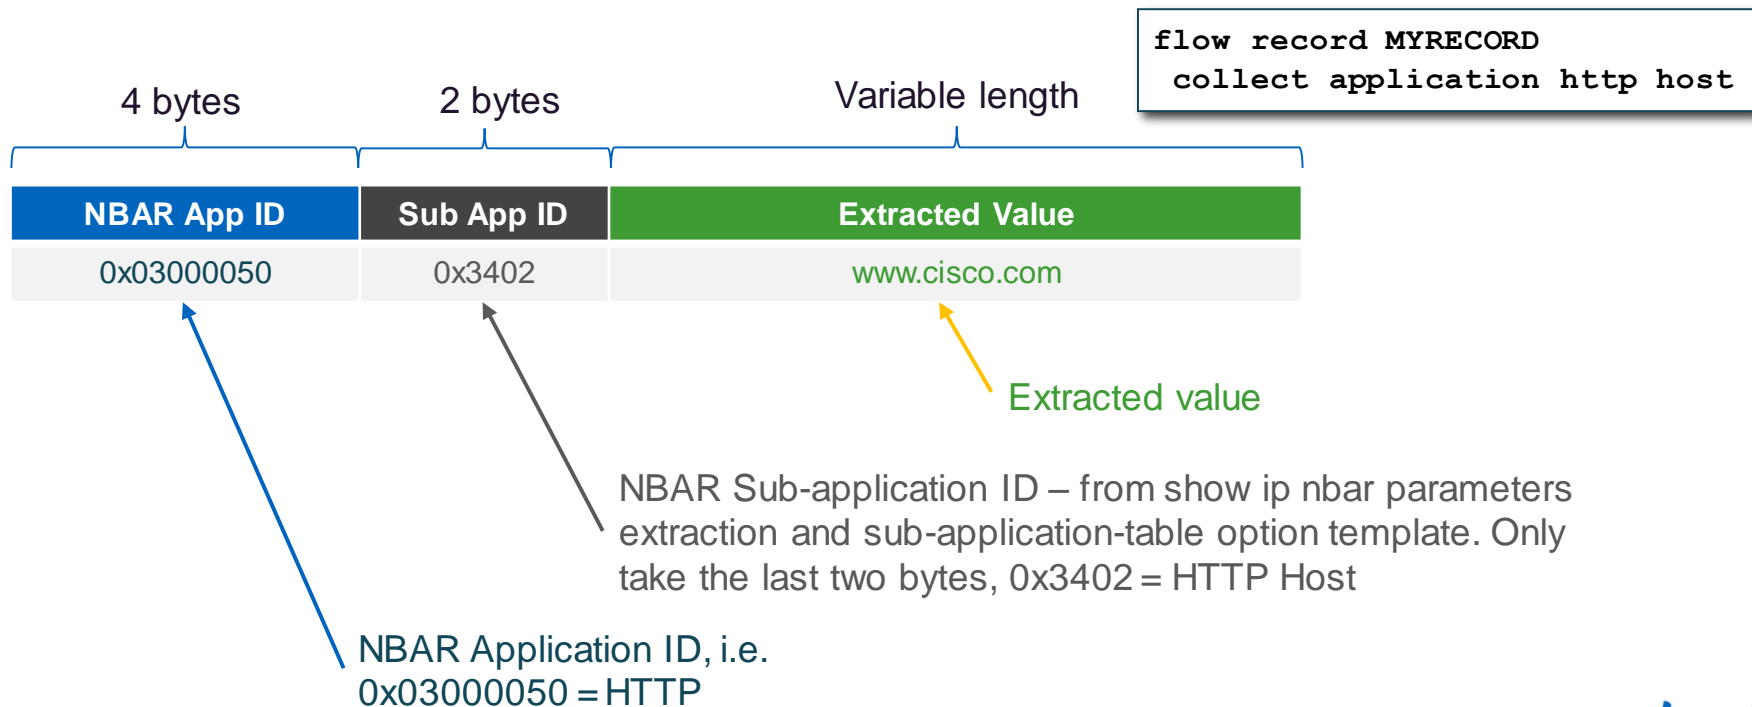 flow record MYRECORD
collect application http host
4 bytes
2 bytes
Variable length
NBAR App ID
Sub App ID
Extracted Value
0x03000050
0x3402
www.cisco.com
Extracted value
NBAR Sub-application ID – from show ip nbar parameters
extraction and sub-application-table option template. Only
take the last two bytes, 0x3402 = HTTP Host
NBAR Application ID, i.e.
0x03000050 = HTTP